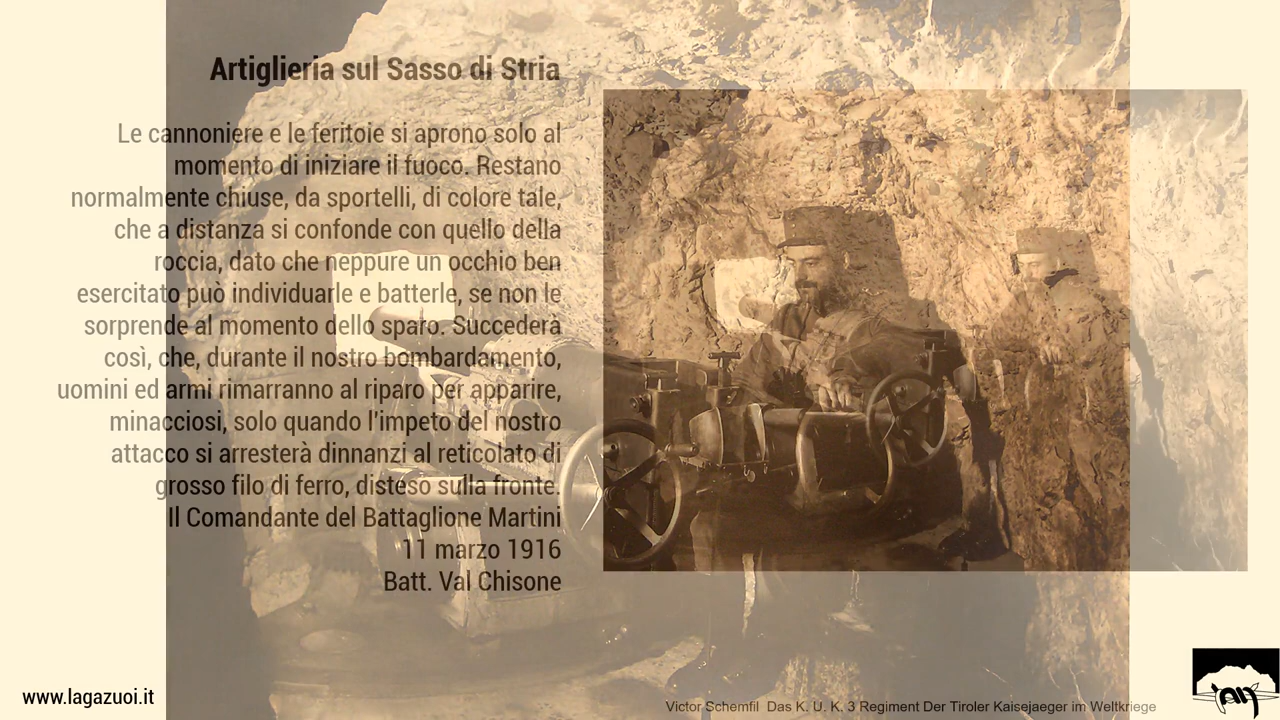 Artiglieria sul Sasso di Stria
Le cannoniere e le feritoie si aprono solo al
momento di iniziare il fuoco. Restano
normalmente chiuse, da sportelli, di colore tale,
che a distanza si confonde con quello della
roccia, dato che neppure un occhio ben
esercitato può individuarle e batterle, se non le
sorprende al momento dello sparo. Succederà
così, che, durante il nostro bombardamento,
uomini ed armi rimarranno al riparo per apparire,
minacciosi, solo quando l'impeto del nostro
attacco si arresterà dinnanzi al reticolato di
grosso filo di ferro, disteso sulla fronte.
Il Comandante del Battaglione Martini
11 marzo 1916
Batt. Val Chisone
www.lagazuoi.it
Victor Schemfil Das K. U. K. 3 Regiment Der Tiroler Kaisejaeger im Weltkriege